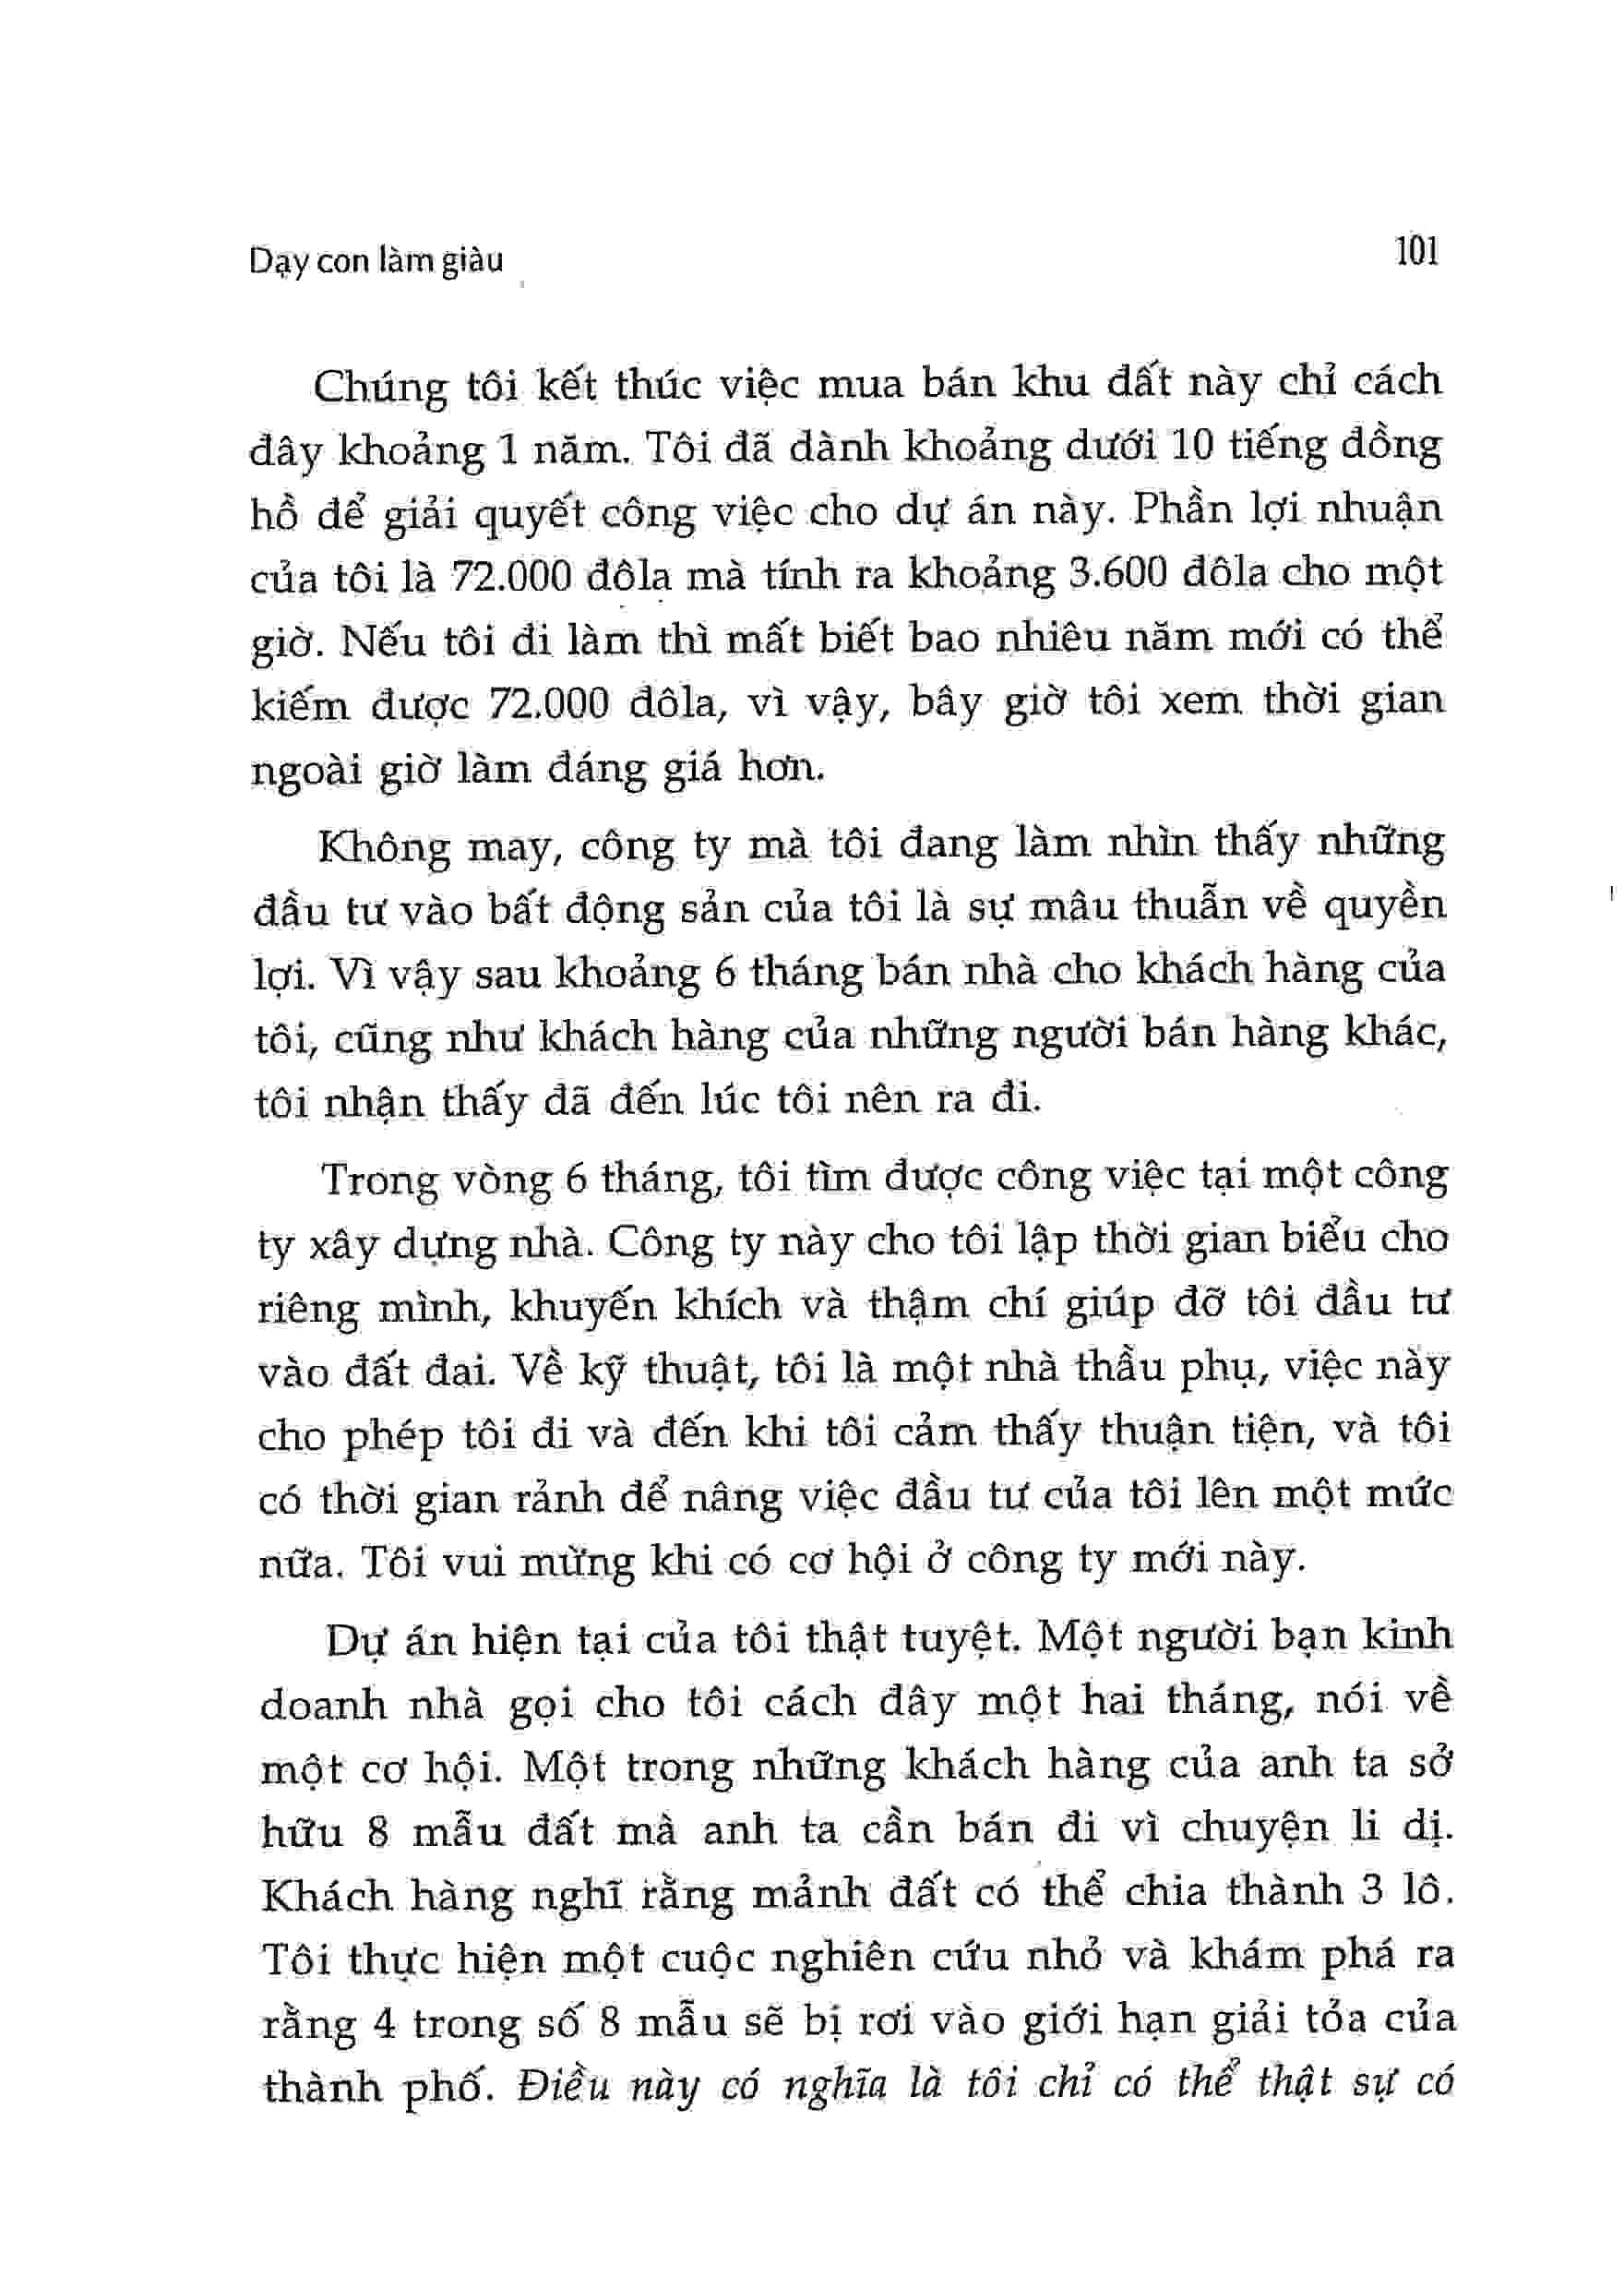 Dạy con làm giàu
101
Chúng tôi kết thúc việc mua bán khu đất này chỉ cách
đây khoảng 1 năm. Tôi đã dành khoảng dưới 10 tiếng đồng
hồ để giải quyết công việc cho dự án này. Phần lợi nhuận
của tôi là 72.000 đôla mà tính ra khoảng 3.600 đôla cho một
giờ. Nếu tôi đi làm thì mất biết bao nhiêu năm mới có thể
kiếm được 72.000 đôla, vì vậy, bây giờ tôi xem thời gian
ngoài giờ làm đáng giá hơn.
Không may, công ty mà tôi đang làm nhìn thấy những
đầu tư vào bất động sản của tôi là sự mâu thuẫn về quyền
lợi. Vì vậy sau khoảng 6 tháng bán nhà cho khách hàng của
tôi, cũng như khách hàng của những người bán hàng khác,
tôi nhận thấy đã đến lúc tôi nên ra đi.
Trong vòng 6 tháng, tôi tìm được công việc tại một công
ty xây dựng nhà. Công ty này cho tôi lập thời gian biểu cho
riêng mình, khuyến khích và thậm chí giúp đỡ tôi đầu tư
vào đất đai. Về kỹ thuật, tôi là một nhà thầu phụ, việc này
cho phép tôi đi và đến khi tôi cảm thấy thuận tiện, và tôi
có thời gian rảnh để nâng việc đầu tư của tôi lên một mức
nữa. Tôi vui mừng khi có cơ hội ở công ty mới này.
Dự án hiện tại của tôi thật tuyệt. Một người bạn kinh
doanh nhà gọi cho tôi cách đây một hai tháng, nói về
một cơ hội. Một trong những khách hàng của anh ta sở
hữu 8 mẫu đất mà anh ta cần bán đi vì chuyện li dị.
Khách hàng nghĩ rằng mảnh đất có thể chia thành 3 lô.
Tôi thực hiện một cuộc nghiên cứu nhỏ và khám phá ra
rằng 4 trong số 8 mẫu sẽ bị rơi vào giới hạn giải tỏa của
thành phố. Điều này có nghĩa là tôi chỉ có thể thật sự có